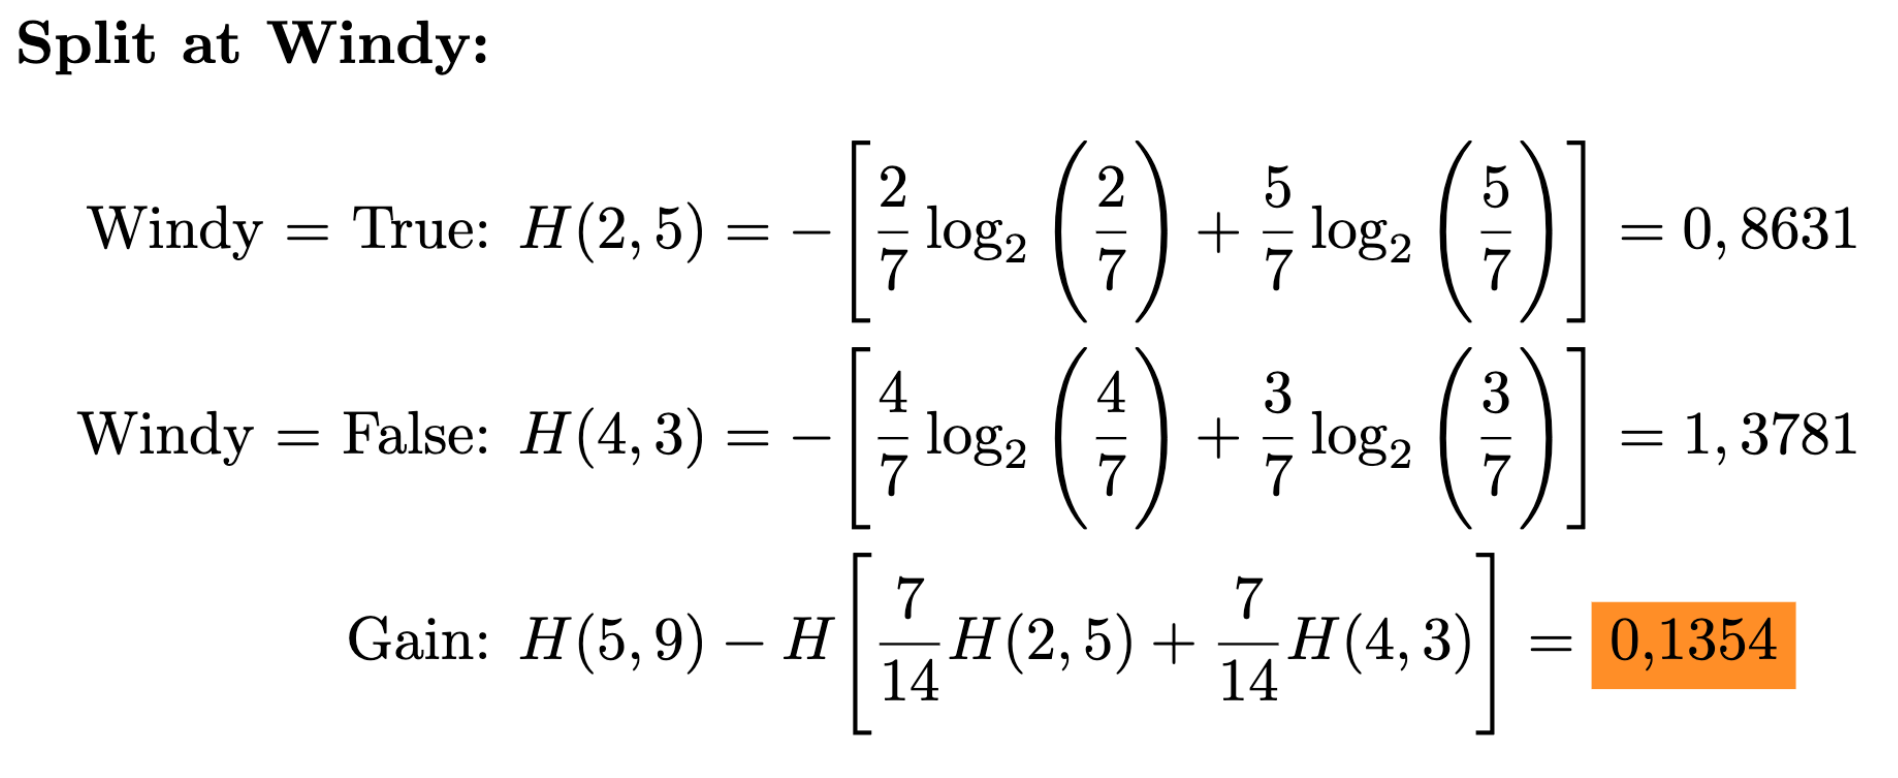 Split at Windy:
Windy = True: H(2, 5) = −[2/7 log₂(2/7) + 5/7 log₂(5/7)] = 0, 8631
Windy = False: H(4, 3) = −[4/7 log₂(4/7) + 3/7 log₂(3/7)] = 1, 3781
Gain: H(5, 9) − H[7/14 H(2, 5) + 7/14 H(4, 3)] = 0,1354